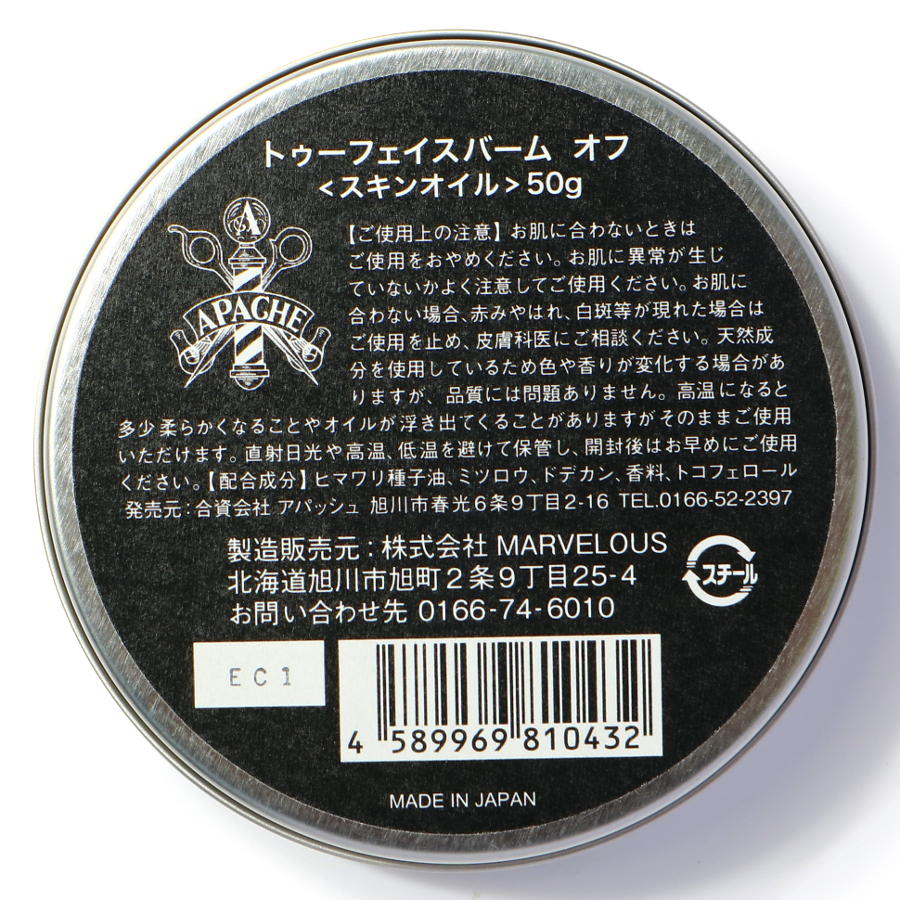 トゥーフェイスバーム オフ
<スキンオイル>50g
A
APACHE
【ご使用上の注意】お肌に合わないときは
ご使用をおやめください。お肌に異常が生じ
ていないかよく注意してご使用ください。お肌に
合わない場合、赤みやはれ、白斑等が現れた場合は
ご使用を止め、皮膚科医にご相談ください。天然成
分を使用しているため色や香りが変化する場合があ
りますが、品質には問題ありません。高温になると
多少柔らかくなることやオイルが浮き出てくることがありますがそのままご使用
いただけます。直射日光や高温、低温を避けて保管し、開封後はお早めにご使用
ください。【配合成分】ヒマワリ種子油、ミツロウ、ドデカン、香料、トコフェロール
発売元:合資会社 アパッシュ 旭川市春光6条9丁目2-16 TEL.0166-52-2397
製造販売元:株式会社 MARVELOUS
北海道旭川市旭町2条9丁目25-4
お問い合わせ先 0166-74-6010
スチール
EC1
4 589969 810432
MADE IN JAPAN